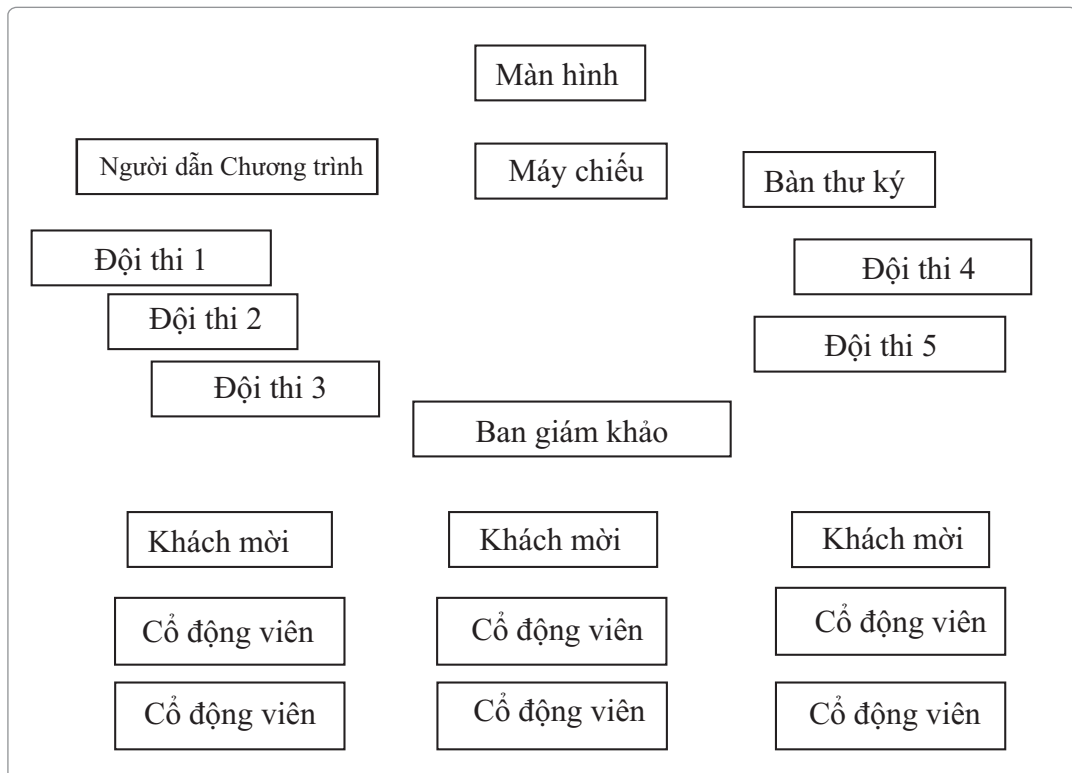 Màn hình
Người dẫn Chương trình
Máy chiếu
Bàn thư ký
Đội thi 1
Đội thi 4
Đội thi 2
Đội thi 5
Đội thi 3
Ban giám khảo
Khách mời
Khách mời
Khách mời
Cổ động viên
Cổ động viên
Cổ động viên
Cổ động viên
Cổ động viên
Cổ động viên